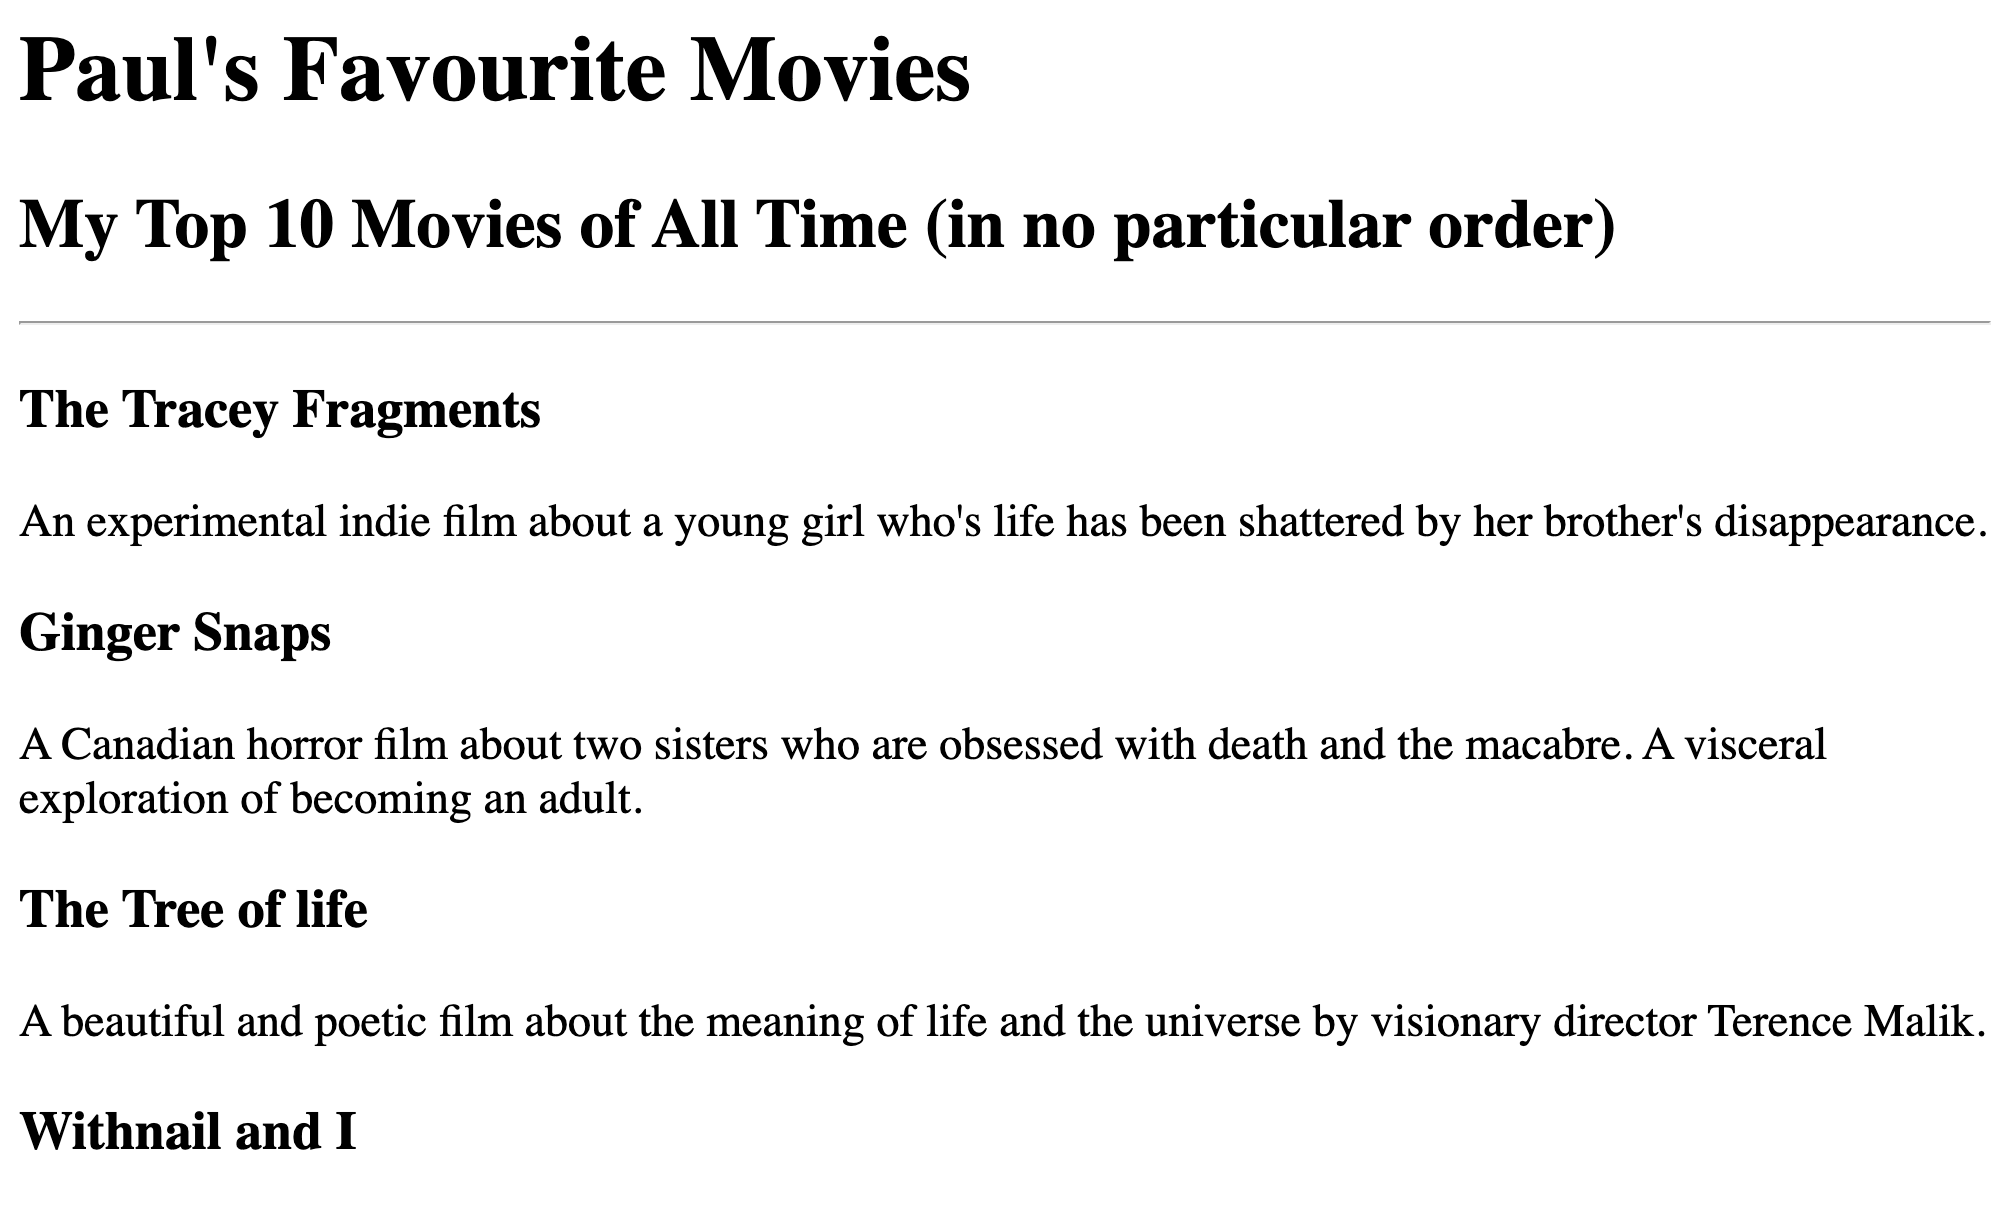 Paul's Favourite Movies
My Top 10 Movies of All Time (in no particular order)
The Tracey Fragments
An experimental indie film about a young girl who's life has been shattered by her brother's disappearance.
Ginger Snaps
A Canadian horror film about two sisters who are obsessed with death and the macabre. A visceral
exploration of becoming an adult.
The Tree of life
A beautiful and poetic film about the meaning of life and the universe by visionary director Terence Malik.
Withnail and I